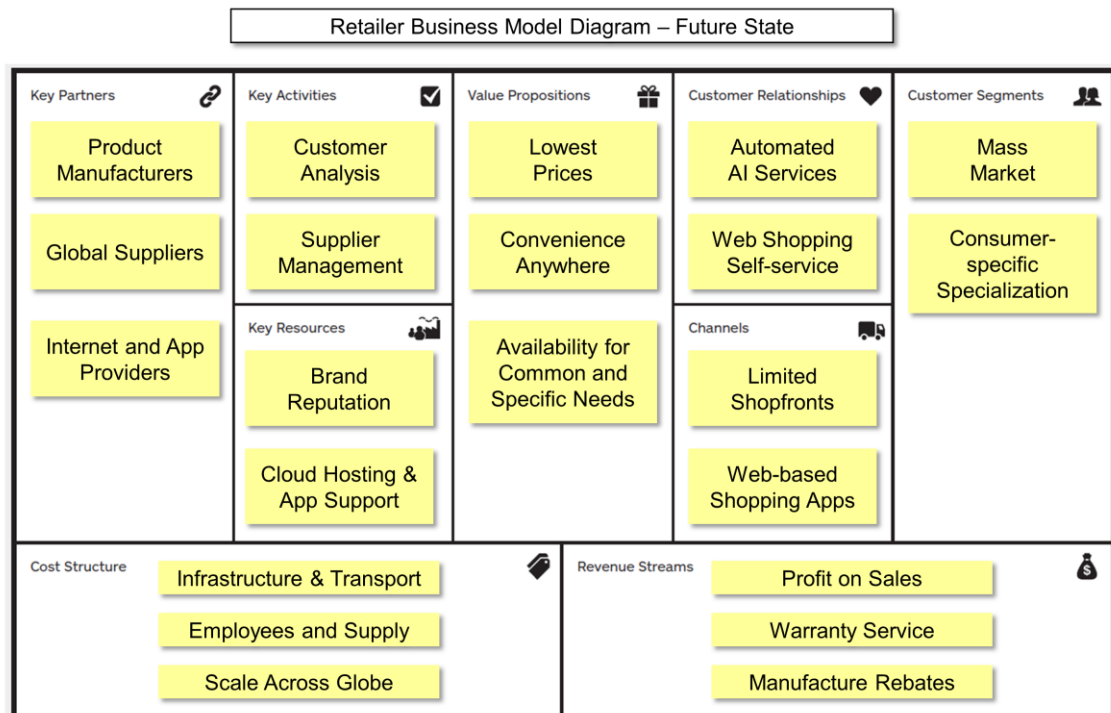 Retailer Business Model Diagram – Future State
Key Partners
Product
Manufacturers
Global Suppliers
Internet and App
Providers
Key Activities
Customer
Analysis
Supplier
Management
Key Resources
Brand
Reputation
Cloud Hosting &
App Support
Value Propositions
Lowest
Prices
Convenience
Anywhere
Availability for
Common and
Specific Needs
Customer Relationships
Automated
AI Services
Web Shopping
Self-service
Channels
Limited
Shopfronts
Web-based
Shopping Apps
Customer Segments
Mass
Market
Consumer-
specific
Specialization
Cost Structure
Infrastructure & Transport
Employees and Supply
Scale Across Globe
Revenue Streams
Profit on Sales
Warranty Service
Manufacture Rebates
$